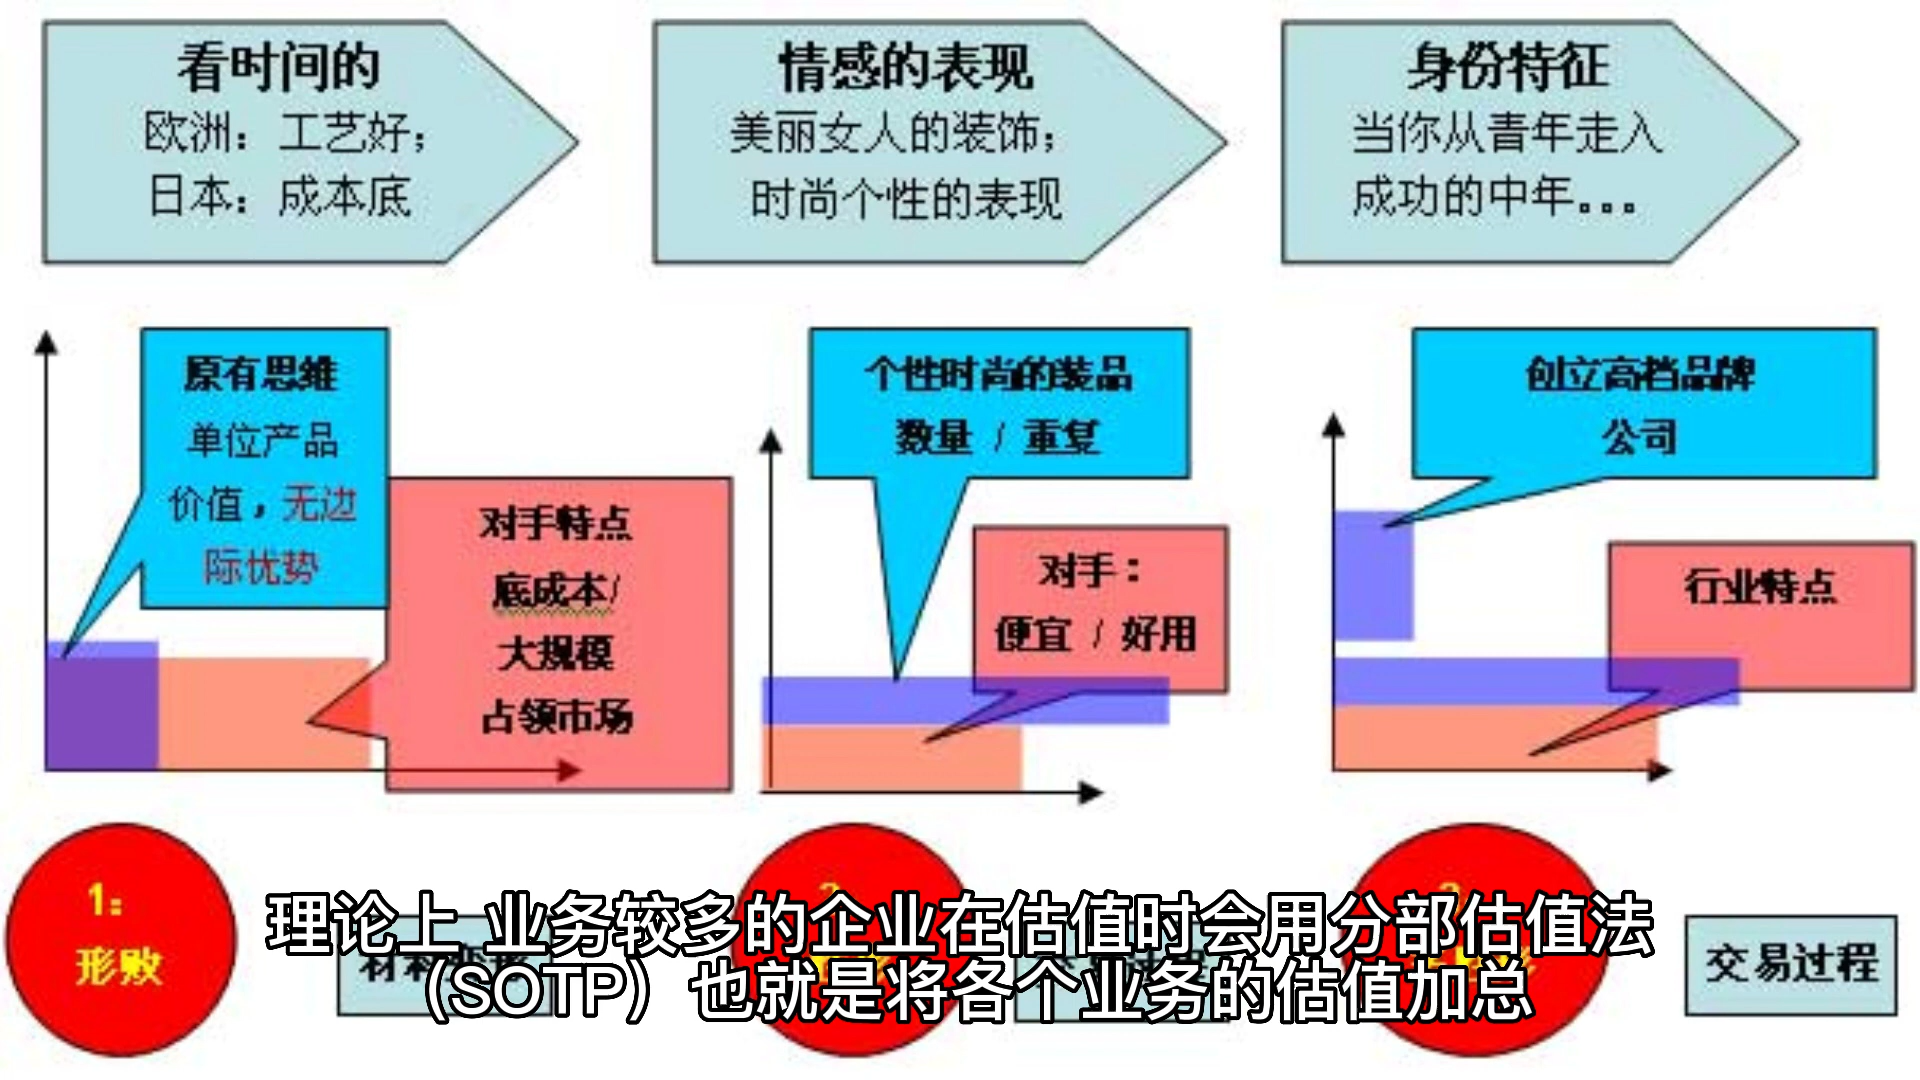 看时间的
欧洲：工艺好；
日本：成本底
情感的表现
美丽女人的装饰；
时尚个性的表现
身份特征
当你从青年走入
成功的中年。。。
原有思维
单位产品
价值，无边
际优势
对手特点
底成本/
大规模
占领市场
个性时尚的装品
数量 / 重复
对手：
便宜 / 好用
创立高档品牌
公司
行业特点
1：
形败
交易过程
理论上 业务较多的企业在估值时会用分部估值法
（SOTP）也就是将各个业务的估值加总